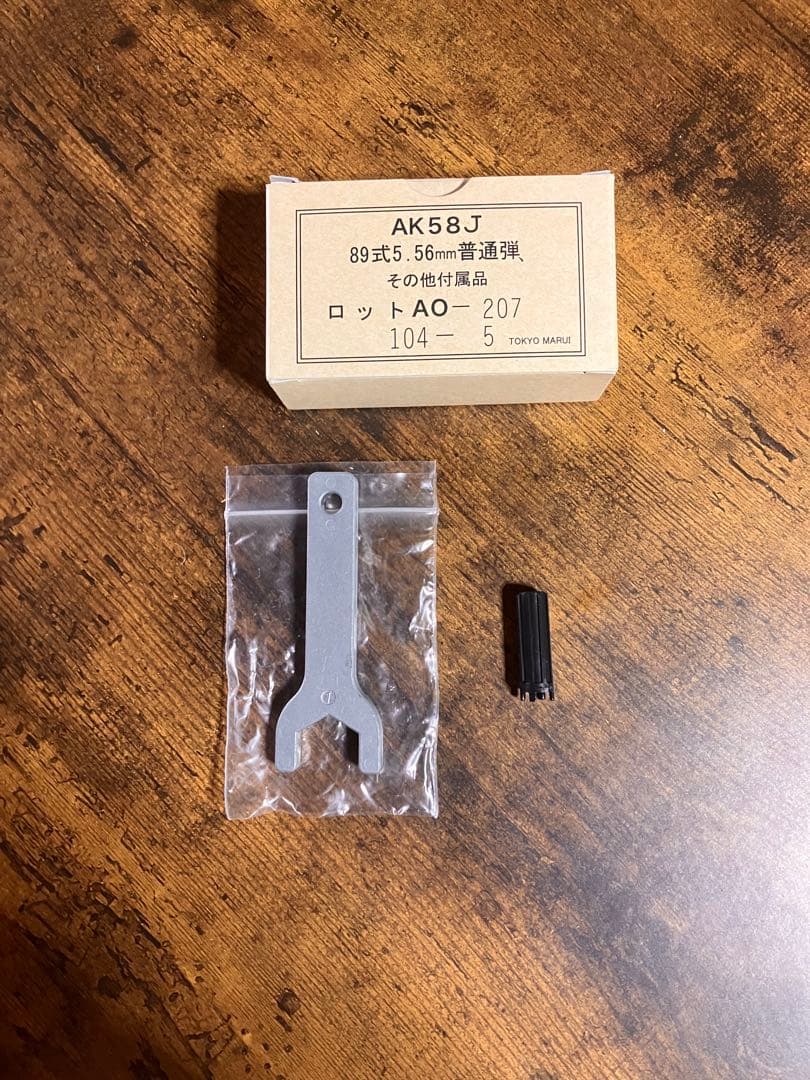 AK58J
89式5.56mm普通弾、
その他付属品
ロットAO－207
104－5 TOKYO MARUI